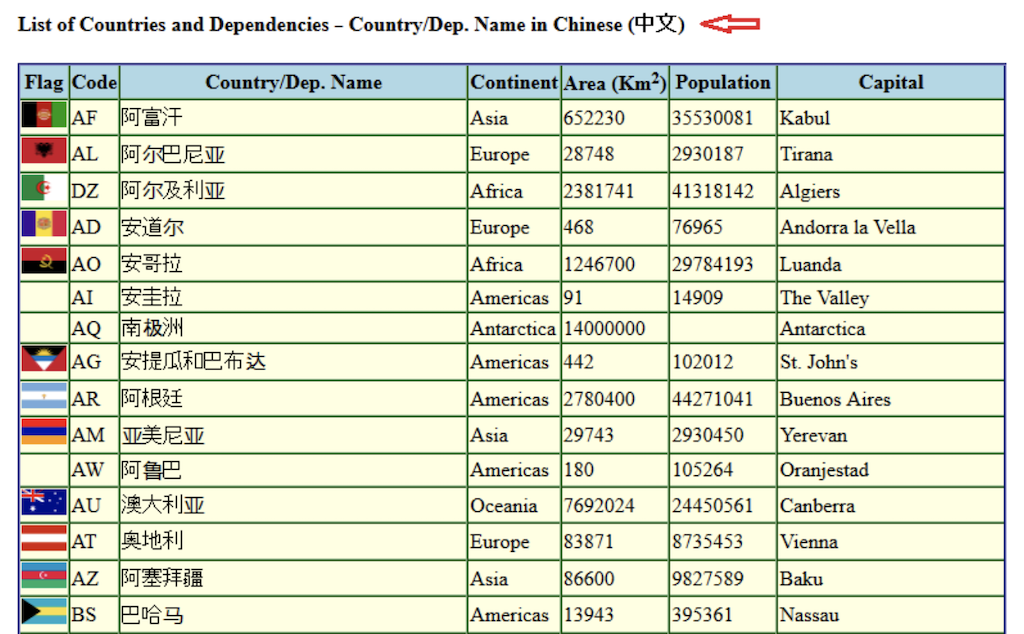 List of Countries and Dependencies – Country/Dep. Name in Chinese (中文)
Flag Code Country/Dep. Name Continent Area (Km²) Population Capital
AF 阿富汗 Asia 652230 35530081 Kabul
AL 阿尔巴尼亚 Europe 28748 2930187 Tirana
DZ 阿尔及利亚 Africa 2381741 41318142 Algiers
AD 安道尔 Europe 468 76965 Andorra la Vella
AO 安哥拉 Africa 1246700 29784193 Luanda
AI 安圭拉 Americas 91 14909 The Valley
AQ 南极洲 Antarctica 14000000 Antarctica
AG 安提瓜和巴布达 Americas 442 102012 St. John's
AR 阿根廷 Americas 2780400 44271041 Buenos Aires
AM 亚美尼亚 Asia 29743 2930450 Yerevan
AW 阿鲁巴 Americas 180 105264 Oranjestad
AU 澳大利亚 Oceania 7692024 24450561 Canberra
AT 奥地利 Europe 83871 8735453 Vienna
AZ 阿塞拜疆 Asia 86600 9827589 Baku
BS 巴哈马 Americas 13943 395361 Nassau